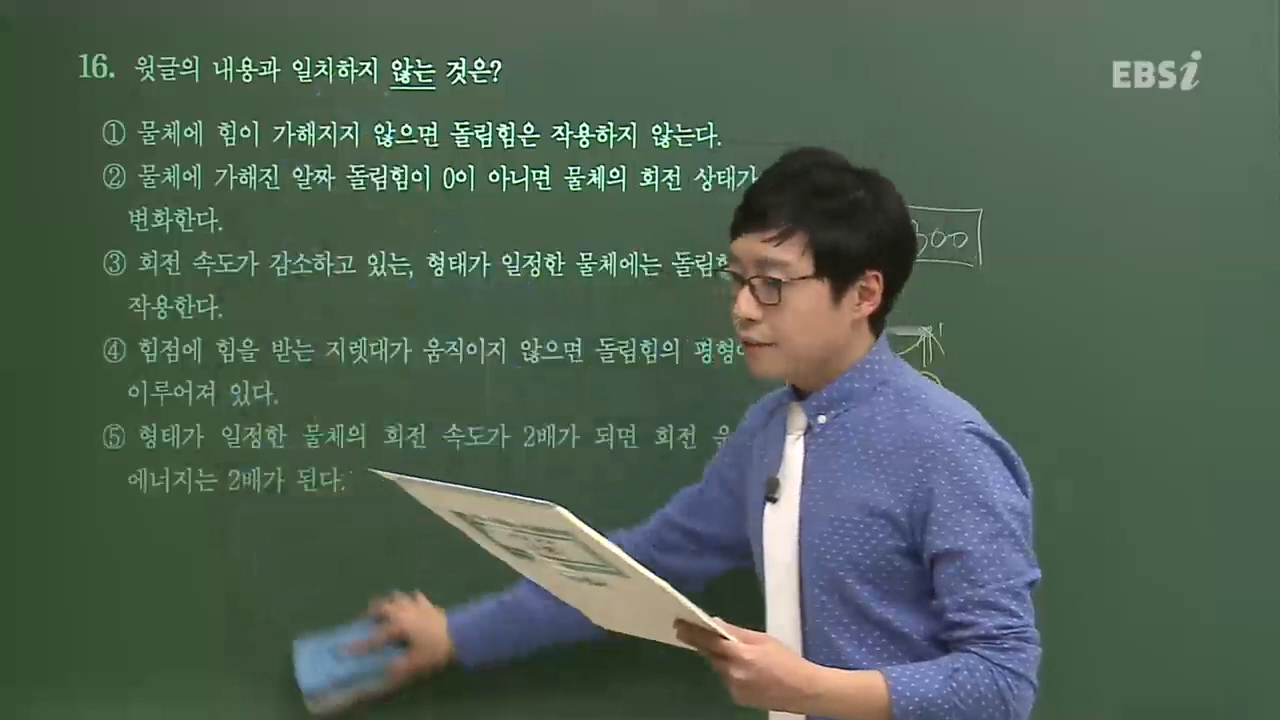 16. 윗글의 내용과 일치하지 않는 것은?
EBSi
① 물체에 힘이 가해지지 않으면 돌림힘은 작용하지 않는다.
② 물체에 가해진 알짜 돌림힘이 0이 아니면 물체의 회전 상태가
변화한다.
③ 회전 속도가 감소하고 있는, 형태가 일정한 물체에는
작용한다.
④ 힘점에 힘을 받는 지렛대가 움직이지 않으면 돌림힘의
이루어져 있다.
⑤ 형태가 일정한 물체의 회전 속도가 2배가 되면 회전
에너지는 2배가 된다.